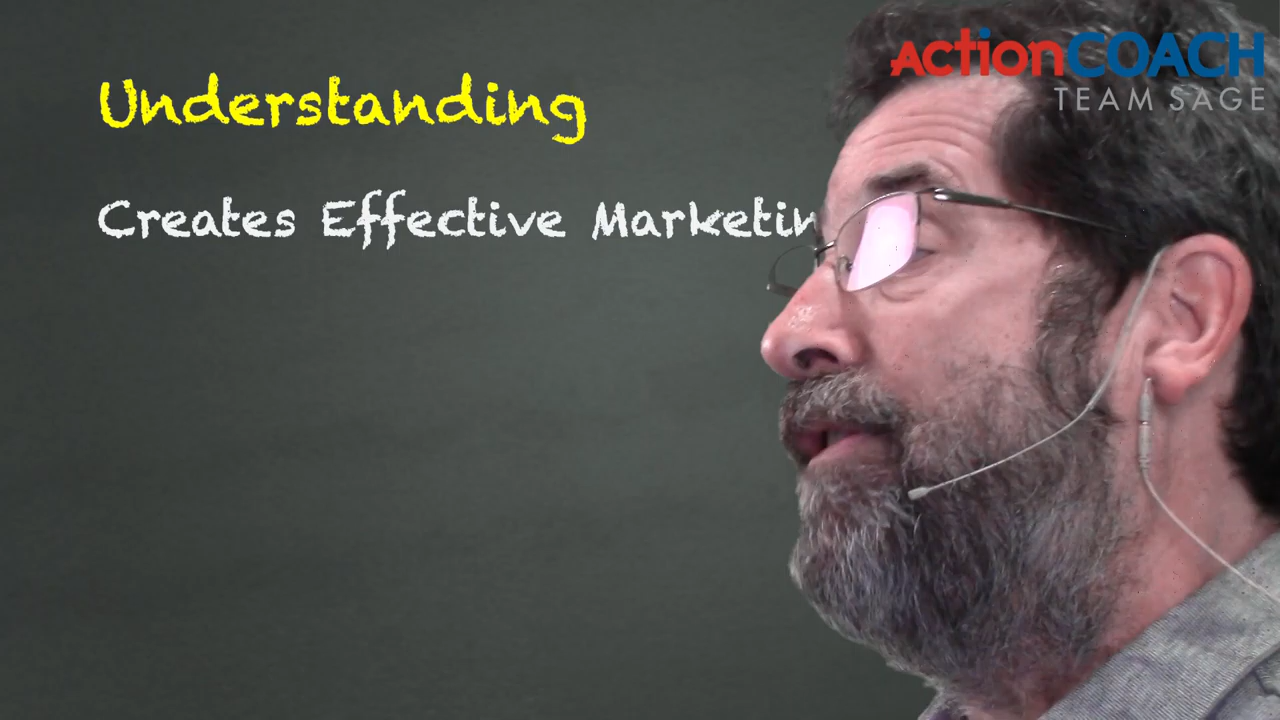 Understanding
Creates Effective Marketin
ActionCOACH
TEAM SAGE